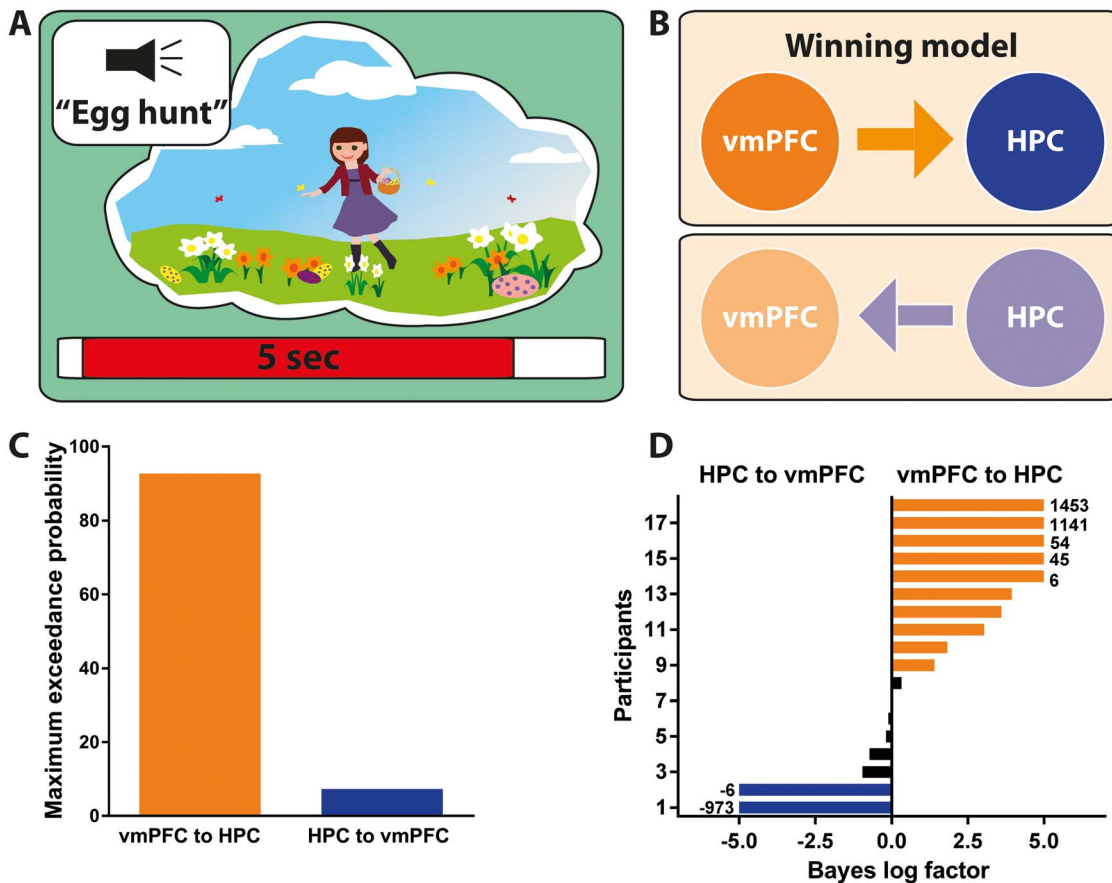 A
"Egg hunt"
5 sec
B
Winning model
vmPFC
HPC
vmPFC
HPC
C
Maximum exceedance probability
100
80
60
40
20
0
vmPFC to HPC
HPC to vmPFC
D
HPC to vmPFC
vmPFC to HPC
Participants
17
15
13
11
9
7
5
3
1
1453
1141
54
45
6
-6
-973
-5.0
-2.5
0.0
2.5
5.0
Bayes log factor